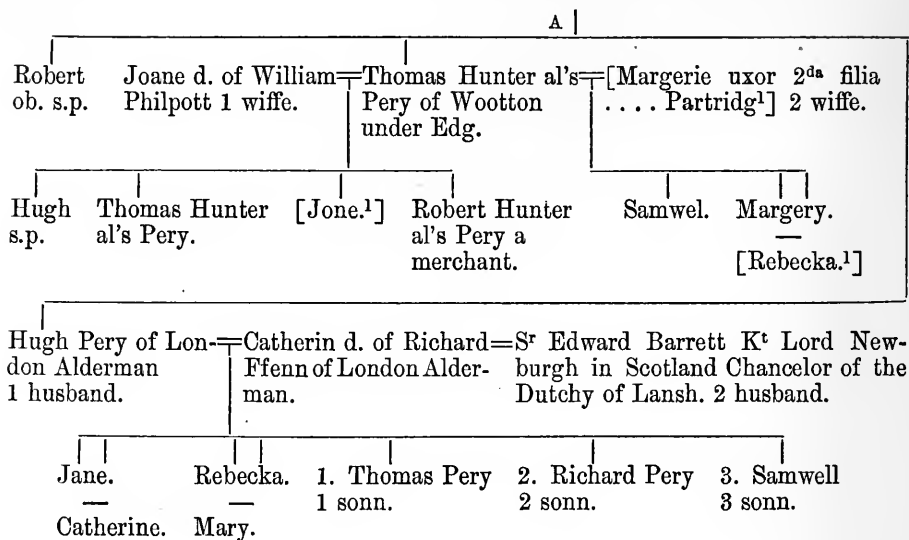 A
Robert
ob. s.p.
Joane d. of William
Philpott 1 wiffe.
Thomas Hunter al's
Pery of Wootton
under Edg.
[Margerie uxor 2ᵈᵃ filia
.... Partridg¹] 2 wiffe.
Hugh
s.p.
Thomas Hunter
al's Pery.
[Jone.¹]
Robert Hunter
al's Pery a
merchant.
Samwel.
Margery.
—
[Rebecka.¹]
Hugh Pery of Lon-
don Alderman
1 husband.
Catherin d. of Richard
Ffenn of London Alder-
man.
Sʳ Edward Barrett Kᵗ Lord New-
burgh in Scotland Chancelor of the
Dutchy of Lansh. 2 husband.
Jane.
—
Catherine.
Rebecka.
—
Mary.
1. Thomas Pery
1 sonn.
2. Richard Pery
2 sonn.
3. Samwell
3 sonn.